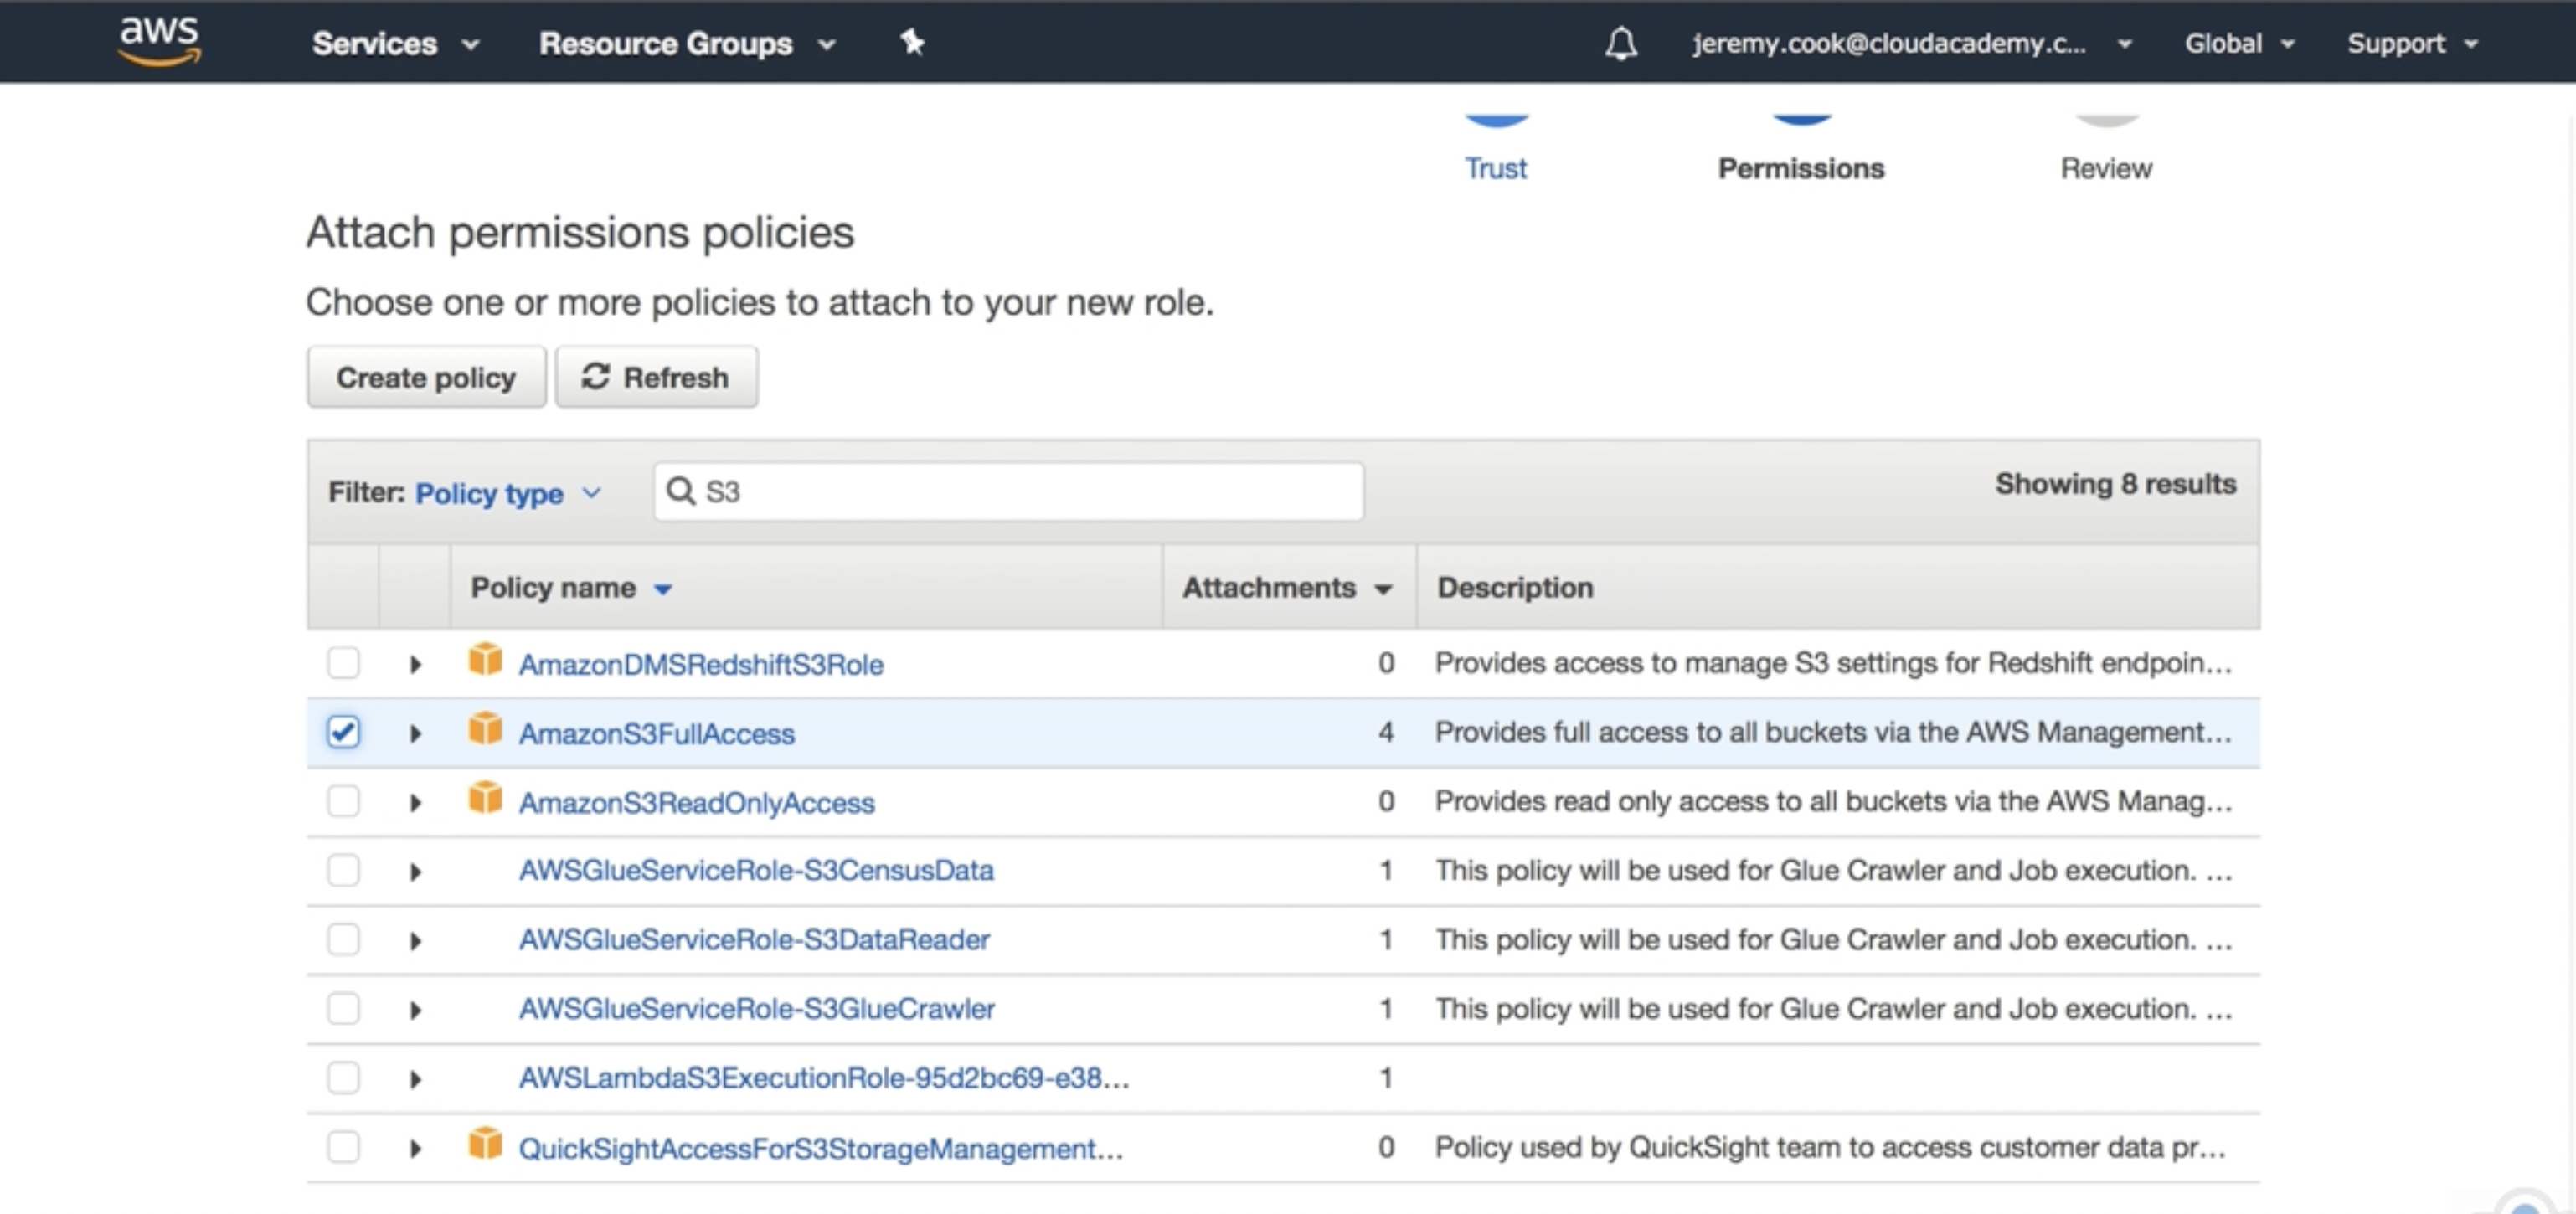 aws Services Resource Groups jeremy.cook@cloudacademy.c... Global Support
Trust Permissions Review
Attach permissions policies
Choose one or more policies to attach to your new role.
Create policy Refresh
Filter: Policy type S3 Showing 8 results
Policy name Attachments Description
AmazonDMSRedshiftS3Role 0 Provides access to manage S3 settings for Redshift endpoin...
AmazonS3FullAccess 4 Provides full access to all buckets via the AWS Management...
AmazonS3ReadOnlyAccess 0 Provides read only access to all buckets via the AWS Manag...
AWSGlueServiceRole-S3CensusData 1 This policy will be used for Glue Crawler and Job execution. ...
AWSGlueServiceRole-S3DataReader 1 This policy will be used for Glue Crawler and Job execution. ...
AWSGlueServiceRole-S3GlueCrawler 1 This policy will be used for Glue Crawler and Job execution. ...
AWSLambdaS3ExecutionRole-95d2bc69-e38... 1
QuickSightAccessForS3StorageManagement... 0 Policy used by QuickSight team to access customer data pr...